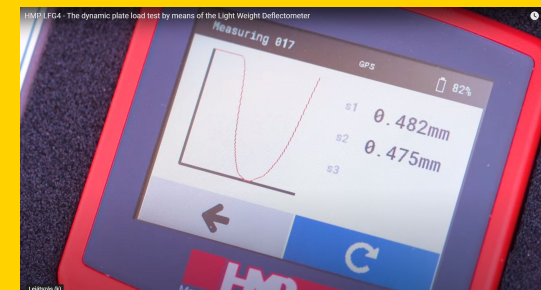 HMP LFG4 - The dynamic plate load test by means of the Light Weight Deflectometer
Measuring 017
GPS
82%
s1 0.482mm
s2 0.475mm
s3
HMP
Lejátszás (k)